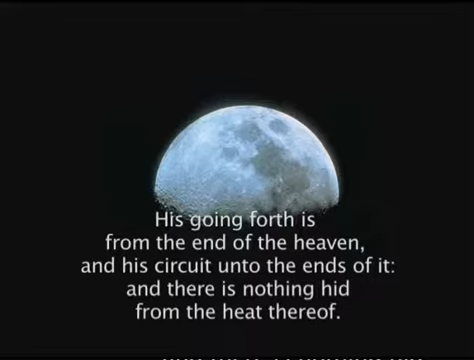 His going forth is
from the end of the heaven,
and his circuit unto the ends of it:
and there is nothing hid
from the heat thereof.